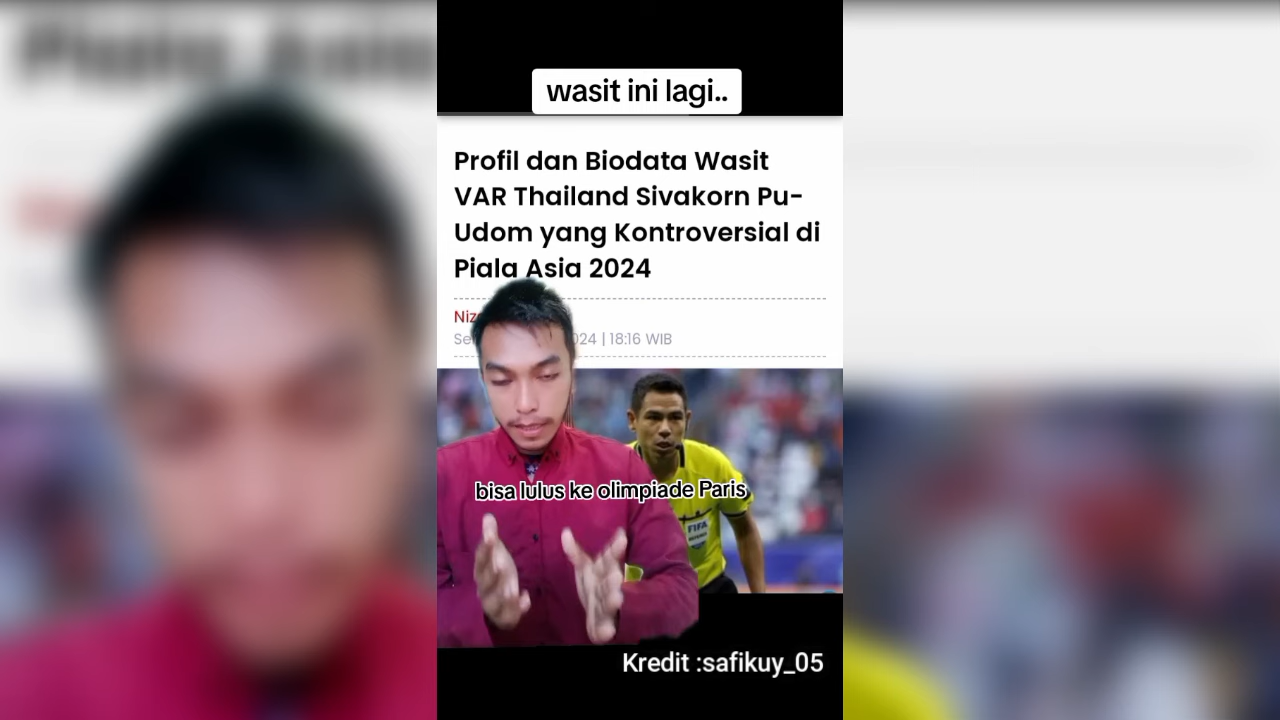 wasit ini lagi..
Profil dan Biodata Wasit
VAR Thailand Sivakorn Pu-
Udom yang Kontroversial di
Piala Asia 2024
024 | 18:16 WIB
bisa lulus ke olimpiade Paris
FIFA
Kredit :safikuy_05